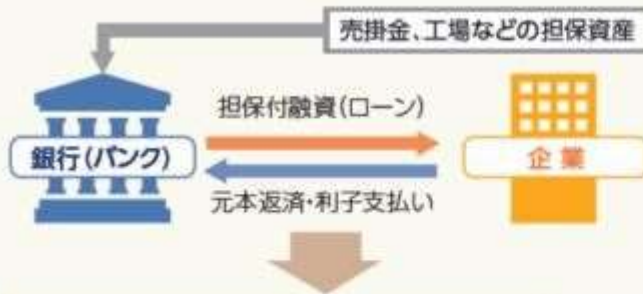 売掛金、工場などの担保資産
担保付融資(ローン)
銀行(バンク)
企業
元本返済・利子支払い